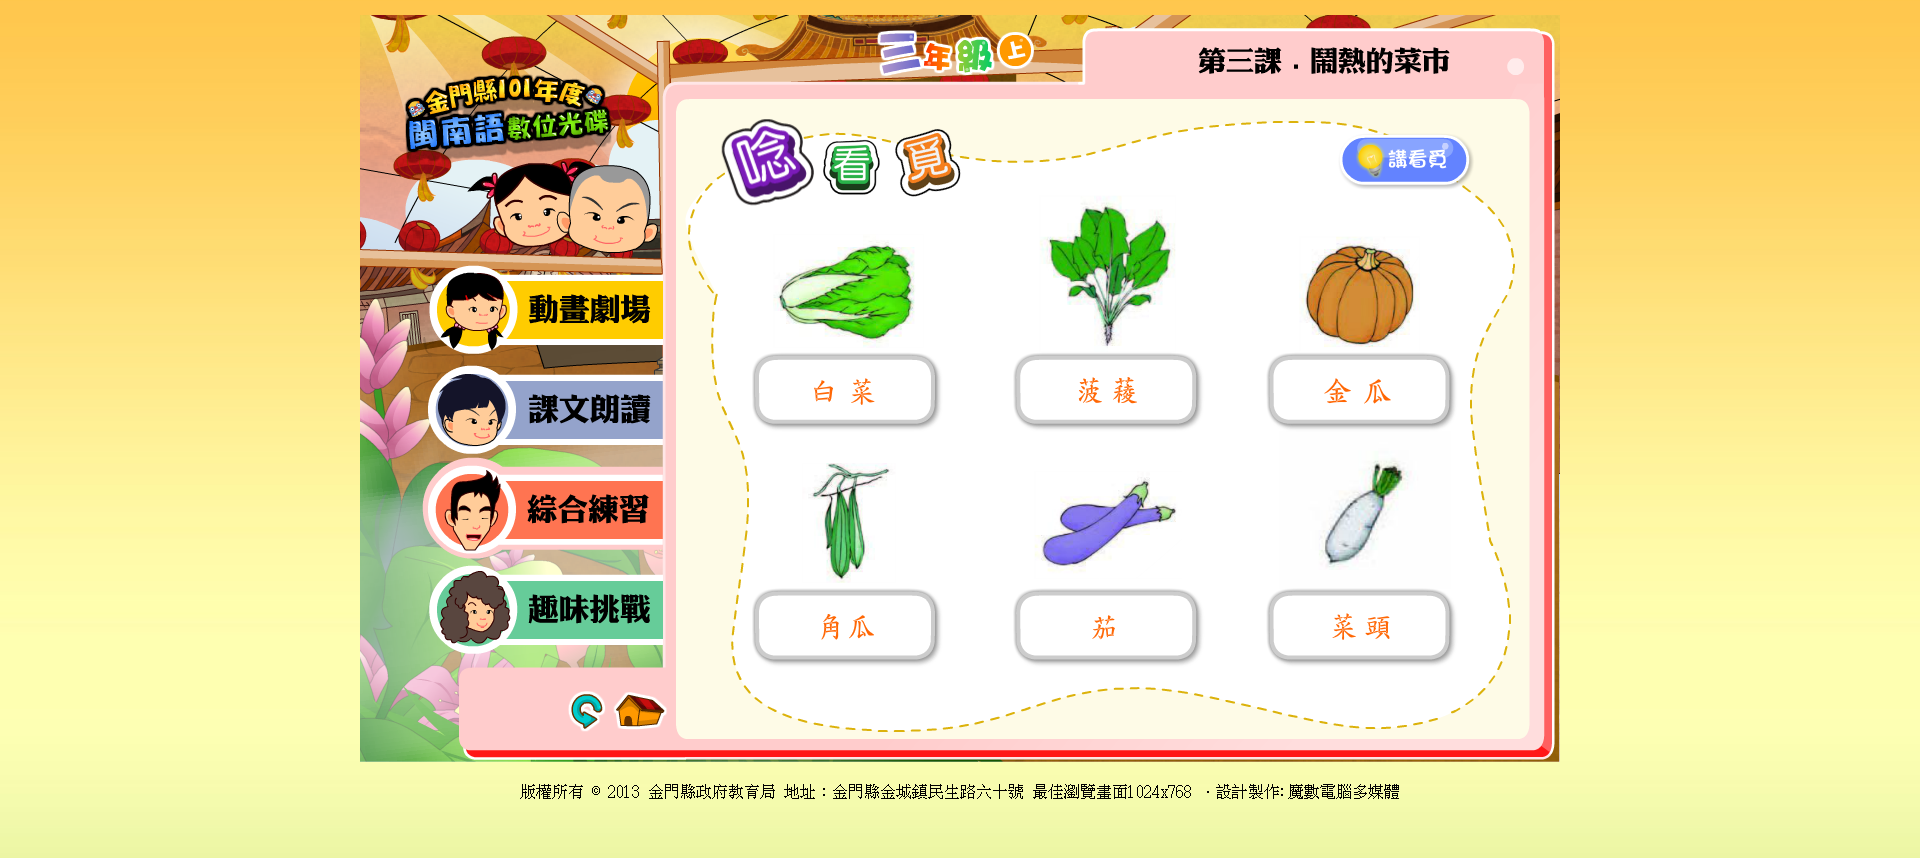 三年級上
第三課．鬧熱的菜市
金門縣101年度
閩南語數位光碟
唸看覓
講看覓
動畫劇場
課文朗讀
綜合練習
趣味挑戰
白菜
菠薐
金瓜
角瓜
茄
菜頭
版權所有 © 2013 金門縣政府教育局 地址：金門縣金城鎮民生路六十號 最佳瀏覽畫面1024x768 ‧設計製作: 魔數電腦多媒體